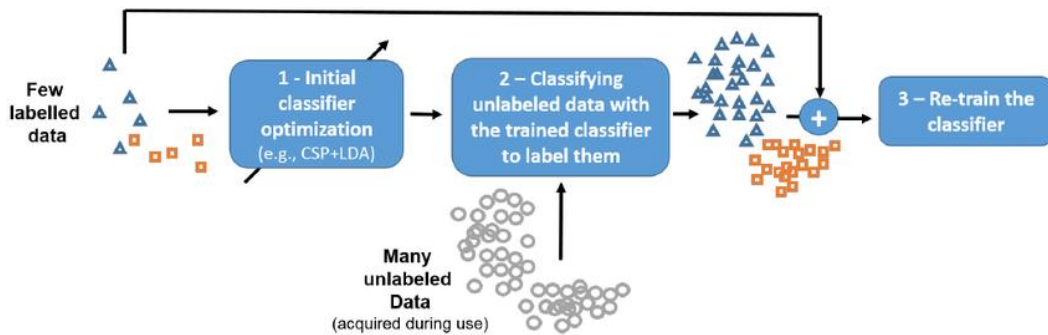 Few
labelled
data
1 - Initial
classifier
optimization
(e.g., CSP+LDA)
2 – Classifying
unlabeled data with
the trained classifier
to label them
+
3 – Re-train the
classifier
Many
unlabeled
Data
(acquired during use)